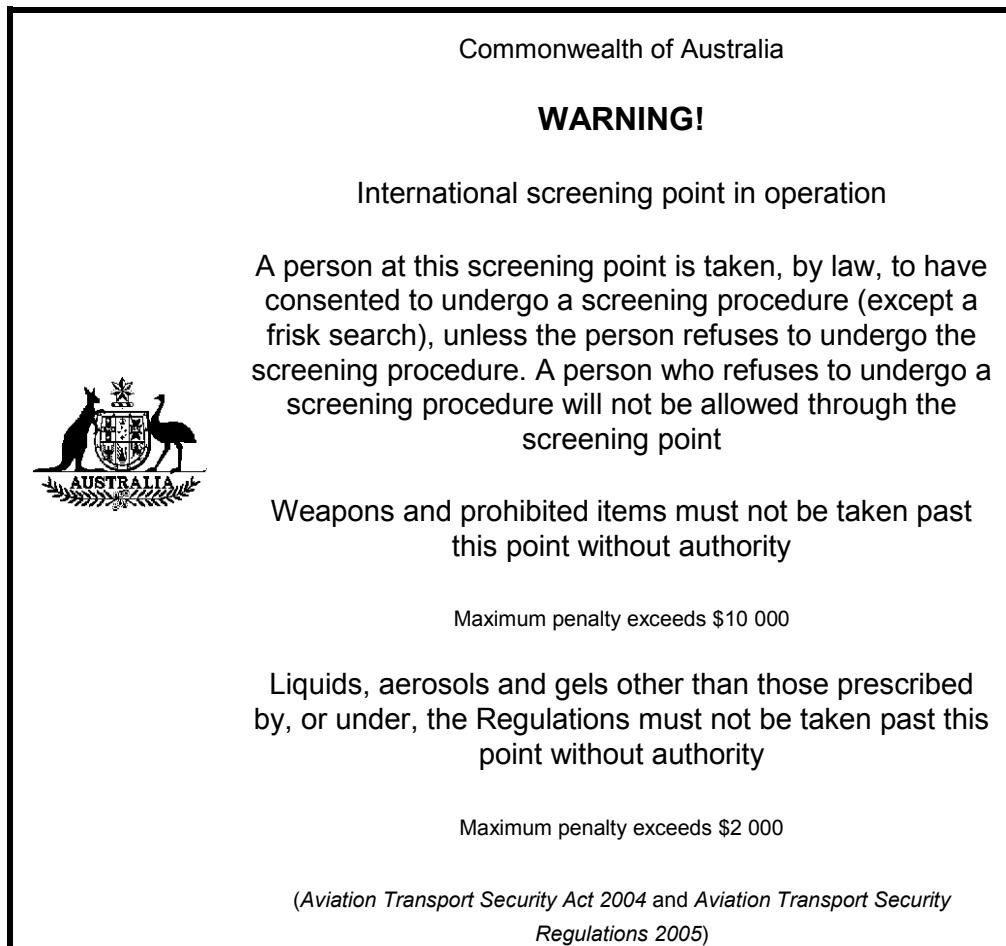 Commonwealth of Australia
WARNING!
International screening point in operation
A person at this screening point is taken, by law, to have
consented to undergo a screening procedure (except a
frisk search), unless the person refuses to undergo the
screening procedure. A person who refuses to undergo a
screening procedure will not be allowed through the
screening point
AUSTRALIA
Weapons and prohibited items must not be taken past
this point without authority
Maximum penalty exceeds $10 000
Liquids, aerosols and gels other than those prescribed
by, or under, the Regulations must not be taken past this
point without authority
Maximum penalty exceeds $2 000
(Aviation Transport Security Act 2004 and Aviation Transport Security
Regulations 2005)